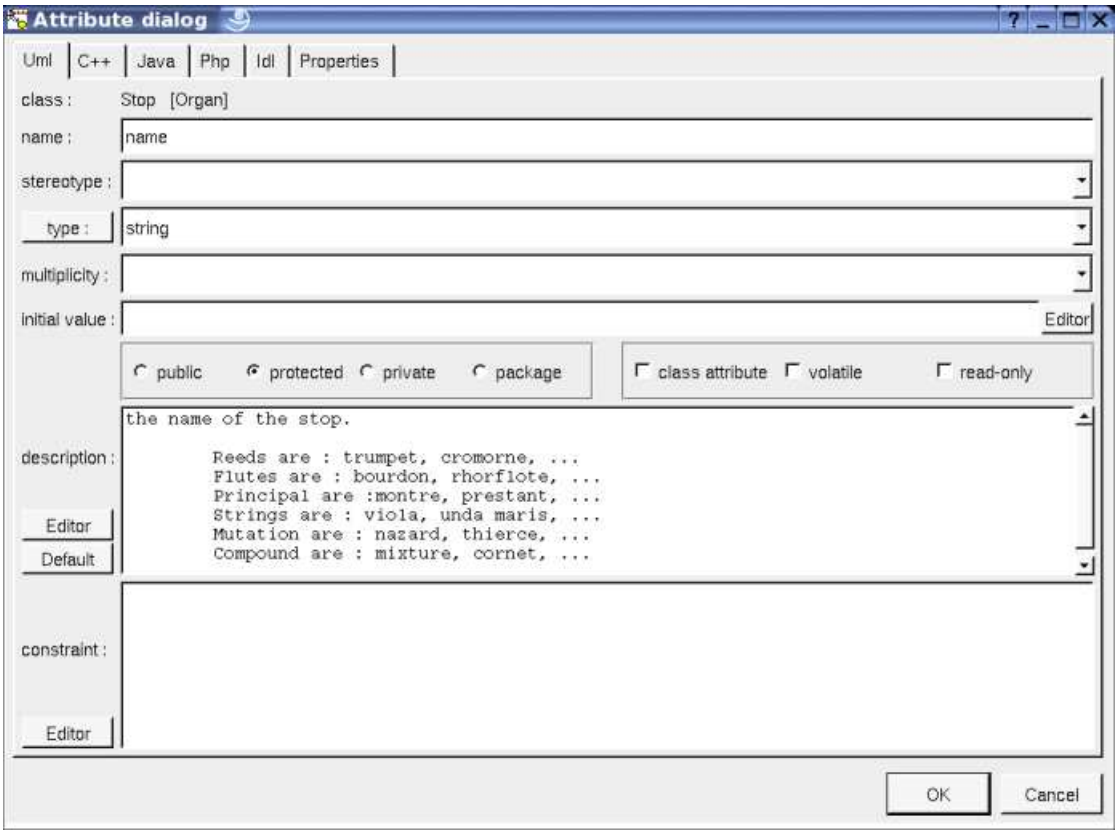 Attribute dialog
Uml C++ Java Php Idl Properties
class : Stop [Organ]
name : name
stereotype :
type : string
multiplicity :
initial value : Editor
public protected private package class attribute volatile read-only
the name of the stop.
description :
Reeds are : trumpet, cromorne, ...
Flutes are : bourdon, rhorflote, ...
Principal are :montre, prestant, ...
Strings are : viola, unda maris, ...
Editor
Mutation are : nazard, thierce, ...
Compound are : mixture, cornet, ...
Default
constraint :
Editor
OK Cancel